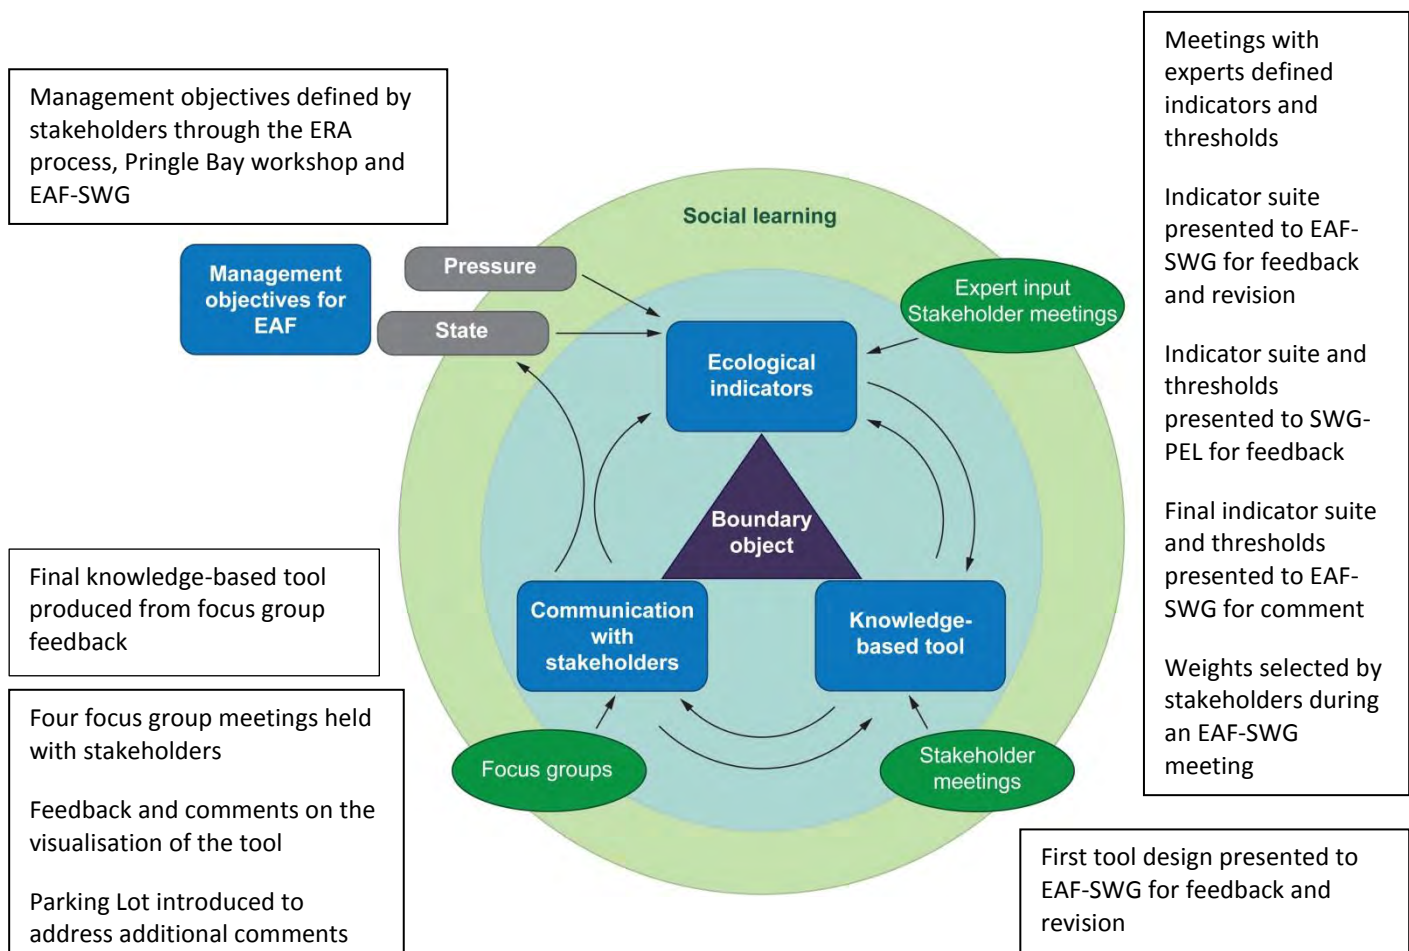 Management objectives defined by
stakeholders through the ERA
process, Pringle Bay workshop and
EAF-SWG
Meetings with
experts defined
indicators and
thresholds
Indicator suite
presented to EAF-
SWG for feedback
and revision
Indicator suite and
thresholds
presented to SWG-
PEL for feedback
Final indicator suite
and thresholds
presented to EAF-
SWG for comment
Weights selected by
stakeholders during
an EAF-SWG
meeting
Social learning
Management
objectives for
EAF
Pressure
State
Expert input
Stakeholder meetings
Ecological
indicators
Boundary
object
Communication
with
stakeholders
Knowledge-
based tool
Focus groups
Stakeholder
meetings
Final knowledge-based tool
produced from focus group
feedback
Four focus group meetings held
with stakeholders
Feedback and comments on the
visualisation of the tool
Parking Lot introduced to
address additional comments
First tool design presented to
EAF-SWG for feedback and
revision